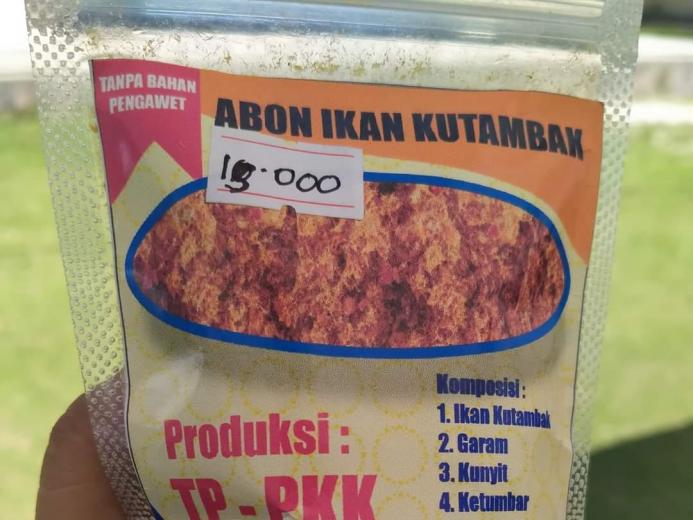 TANPA BAHAN
PENGAWET
ABON IKAN KUTAMBAK
Komposisi :
1. Ikan Kutambak
2. Garam
3. Kunyit
4. Ketumbar
Produksi :
TP - PKK